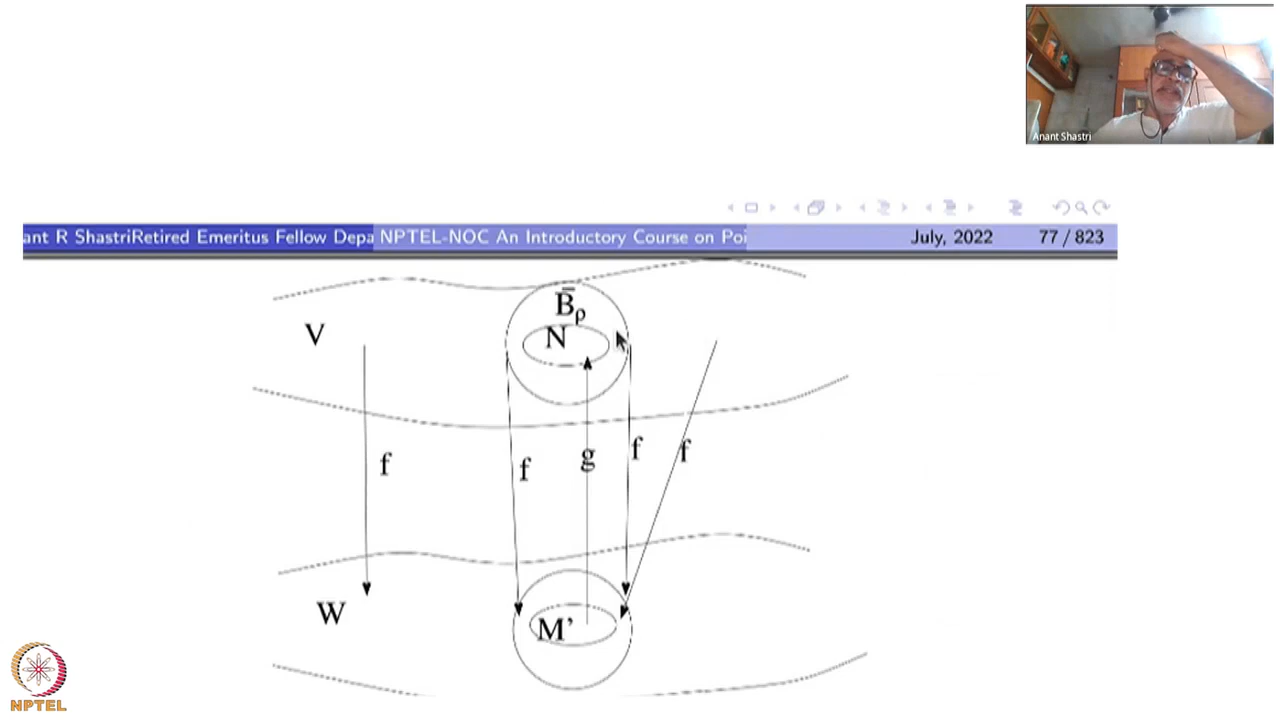 Anant Shastri
ant R ShastriRetired Emeritus Fellow Depa NPTEL-NOC An Introductory Course on Poi July, 2022 77 / 823
B̄ρ
V N
f f g f f
W M'
NPTEL